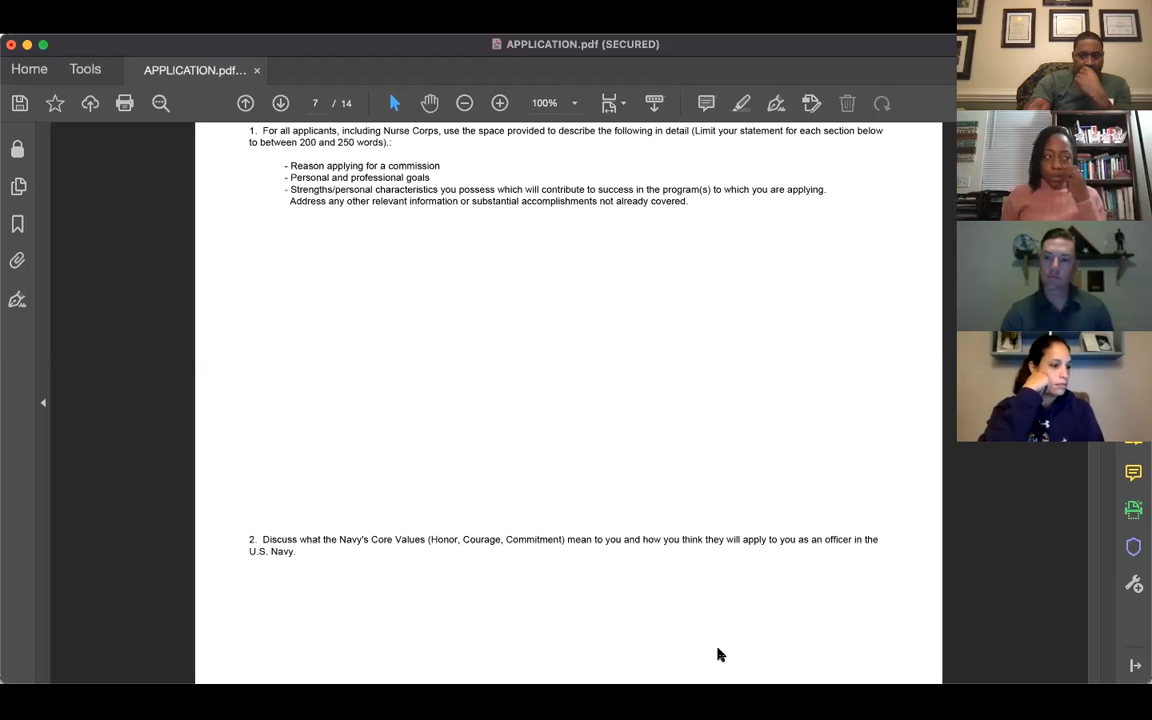 APPLICATION.pdf (SECURED)
Home Tools APPLICATION.pdf... ×
7 / 14 100%
1. For all applicants, including Nurse Corps, use the space provided to describe the following in detail (Limit your statement for each section below
to between 200 and 250 words).:
- Reason applying for a commission
- Personal and professional goals
- Strengths/personal characteristics you possess which will contribute to success in the program(s) to which you are applying.
Address any other relevant information or substantial accomplishments not already covered.
2. Discuss what the Navy's Core Values (Honor, Courage, Commitment) mean to you and how you think they will apply to you as an officer in the
U.S. Navy.